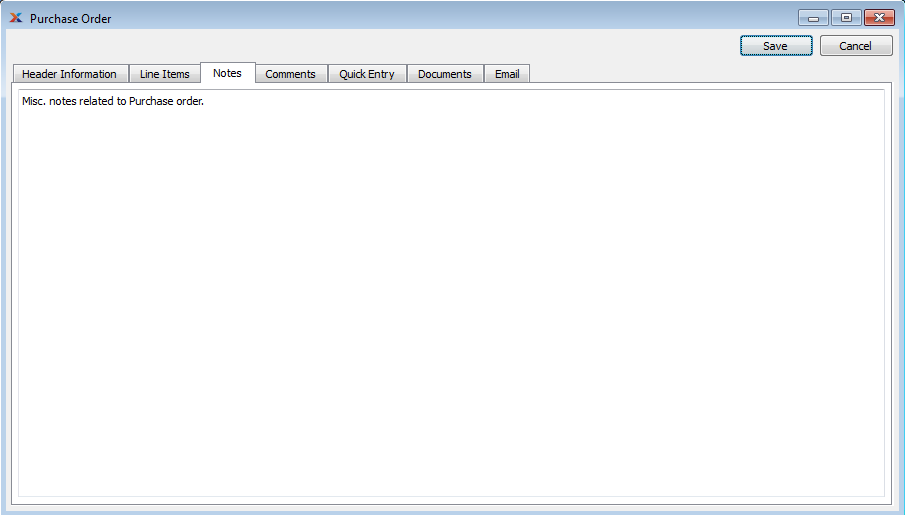 Purchase Order
Save Cancel
Header Information Line Items Notes Comments Quick Entry Documents Email
Misc. notes related to Purchase order.